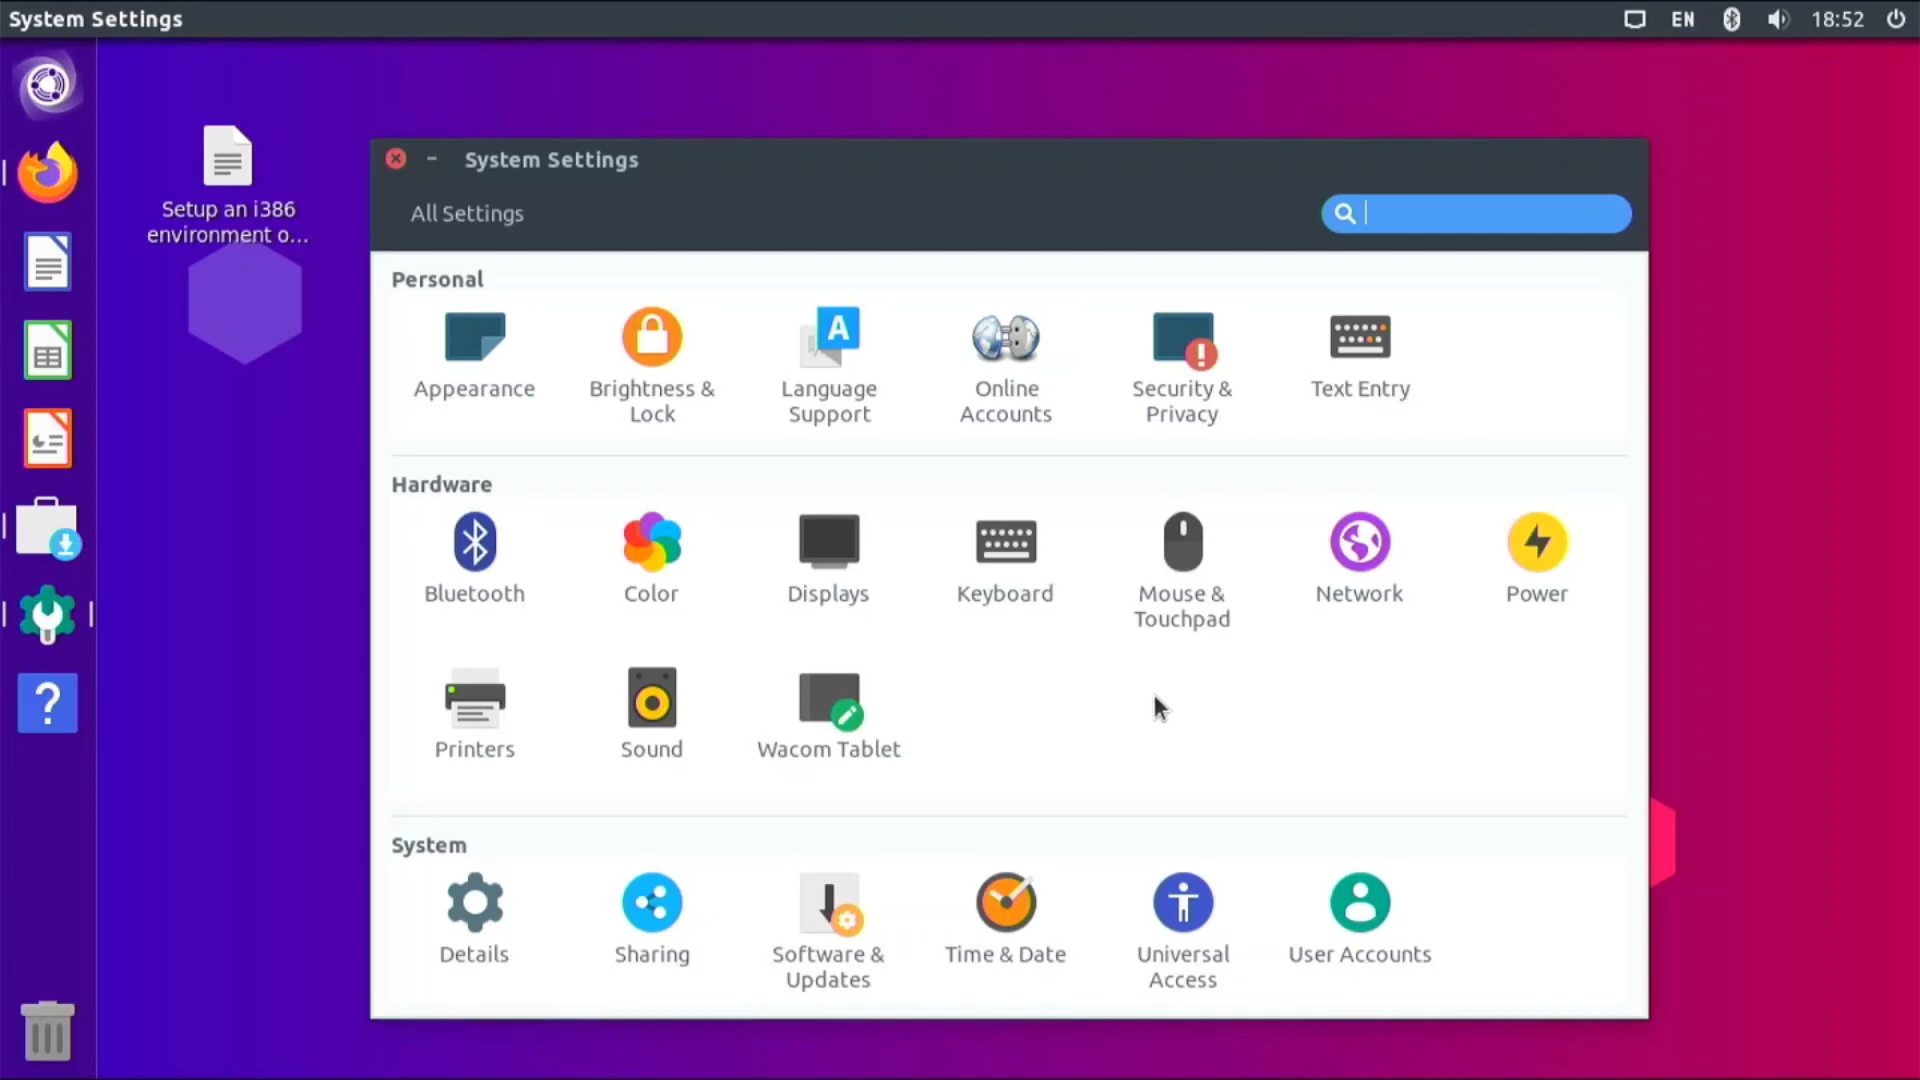 System Settings
EN
18:52
Setup an i386
environment o...
System Settings
All Settings
Personal
Appearance
Brightness &
Lock
A
Language
Support
Online
Accounts
Security &
Privacy
Text Entry
Hardware
Bluetooth
Color
Displays
Keyboard
Mouse &
Touchpad
Network
Power
?
Printers
Sound
Wacom Tablet
System
Details
Sharing
Software &
Updates
Time & Date
Universal
Access
User Accounts